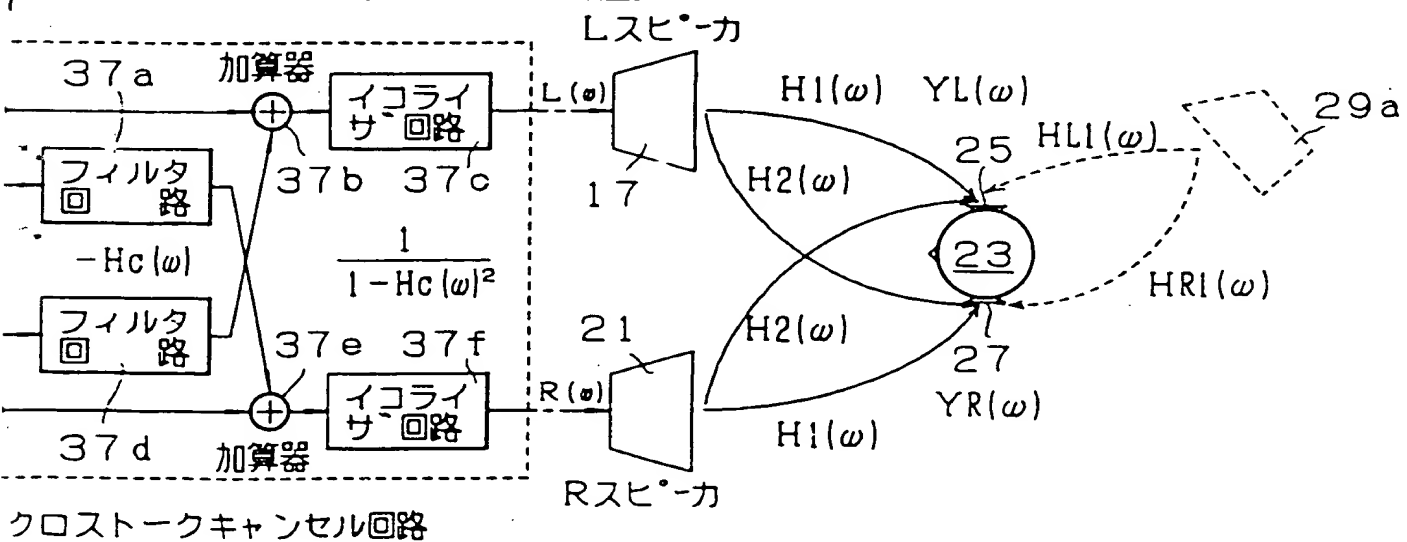 Lスピーカ
37a
加算器
イコライ
ザ回路
L(ω)
H1(ω)
YL(ω)
29a
HL1(ω)
25
フィルタ
回 路
37b
37c
17
H2(ω)
-Hc(ω)
1
1-Hc(ω)²
23
HR1(ω)
フィルタ
回 路
37e
37f
21
H2(ω)
27
イコライ
ザ回路
R(ω)
YR(ω)
37d
加算器
H1(ω)
Rスピーカ
クロストークキャンセル回路